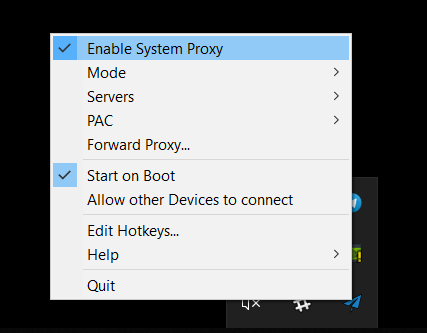 Enable System Proxy
Mode
Servers
PAC
Forward Proxy...
Start on Boot
Allow other Devices to connect
Edit Hotkeys...
Help
Quit